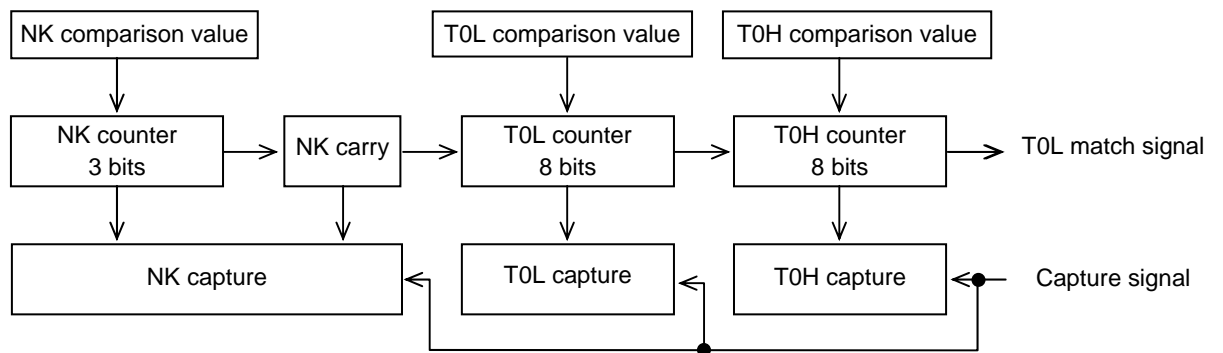 NK comparison value
T0L comparison value
T0H comparison value
NK counter
3 bits
NK carry
T0L counter
8 bits
T0H counter
8 bits
T0L match signal
NK capture
T0L capture
T0H capture
Capture signal